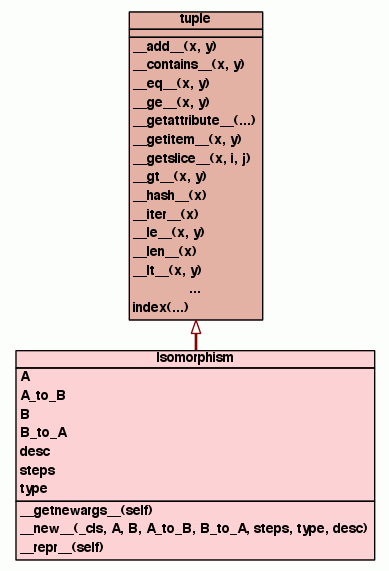 tuple
__add__(x, y)
__contains__(x, y)
__eq__(x, y)
__ge__(x, y)
__getattribute__(...)
__getitem__(x, y)
__getslice__(x, i, j)
__gt__(x, y)
__hash__(x)
__iter__(x)
__le__(x, y)
__len__(x)
__lt__(x, y)
...
index(...)
Isomorphism
A
A_to_B
B
B_to_A
desc
steps
type
__getnewargs__(self)
__new__(_cls, A, B, A_to_B, B_to_A, steps, type, desc)
__repr__(self)